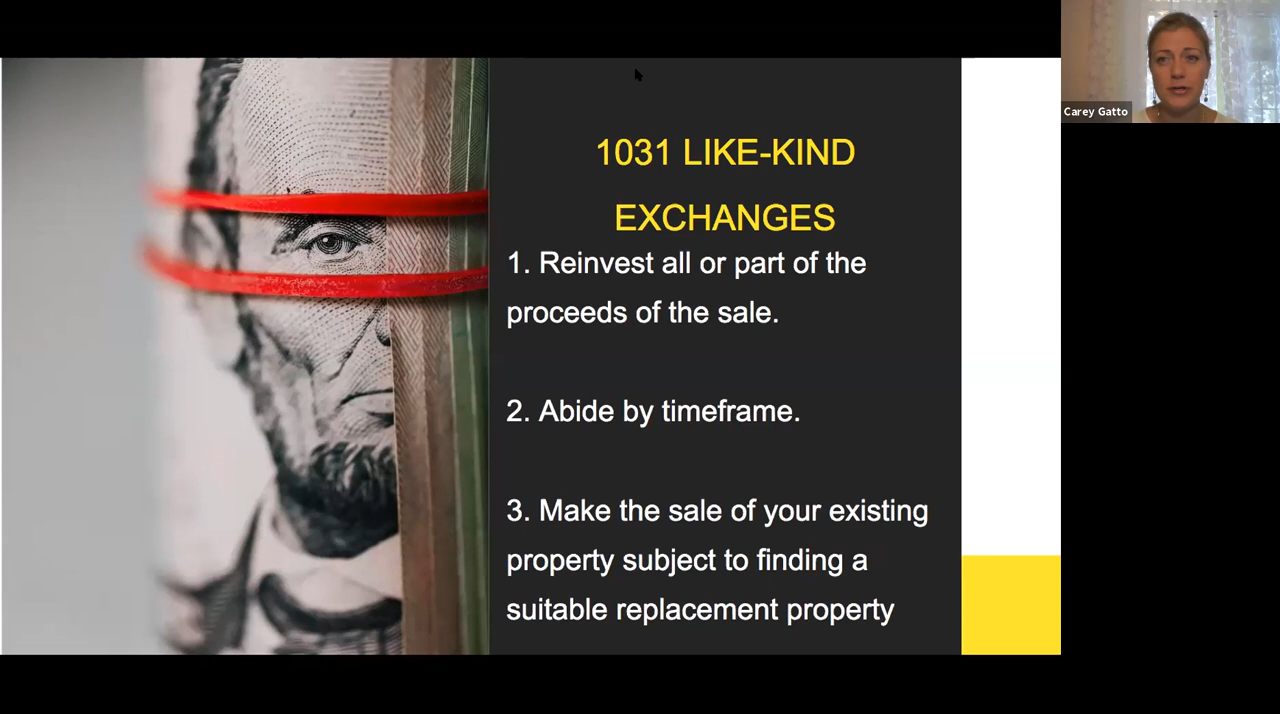 Carey Gatto
1031 LIKE-KIND
EXCHANGES
1. Reinvest all or part of the
proceeds of the sale.
2. Abide by timeframe.
3. Make the sale of your existing
property subject to finding a
suitable replacement property